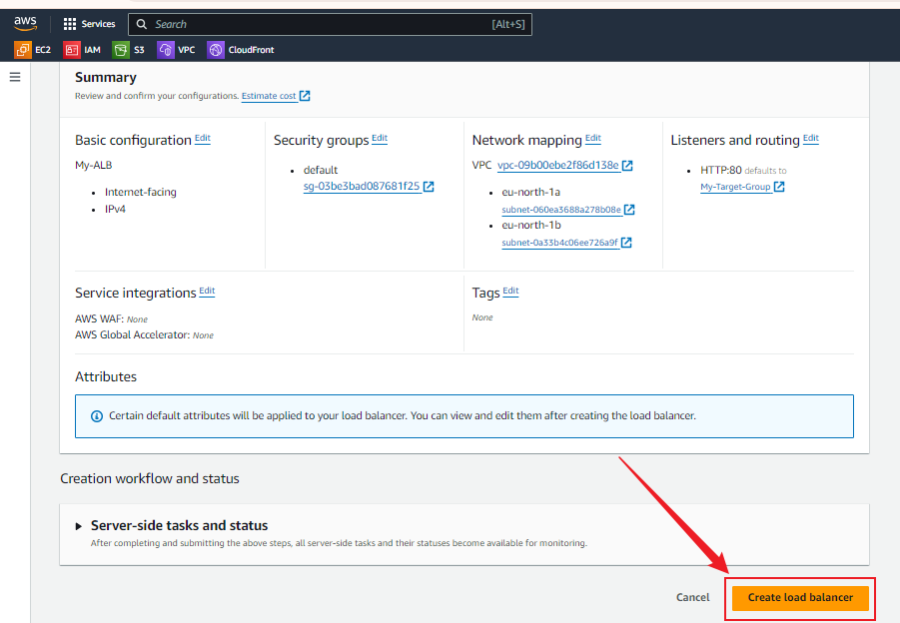 aws Services Search [Alt+S]
EC2 IAM S3 VPC CloudFront
Summary
Review and confirm your configurations. Estimate cost
Basic configuration Edit
My-ALB
Internet-facing
IPv4
Security groups Edit
default
sg-03be3bad087681f25
Network mapping Edit
VPC vpc-09b00ebe2f86d138e
eu-north-1a
subnet-060ea3688a278b08e
eu-north-1b
subnet-0a33b4c06ee726a9f
Listeners and routing Edit
HTTP:80 defaults to
My-Target-Group
Service integrations Edit
AWS WAF: None
AWS Global Accelerator: None
Tags Edit
None
Attributes
Certain default attributes will be applied to your load balancer. You can view and edit them after creating the load balancer.
Creation workflow and status
Server-side tasks and status
After completing and submitting the above steps, all server-side tasks and their statuses become available for monitoring.
Cancel Create load balancer